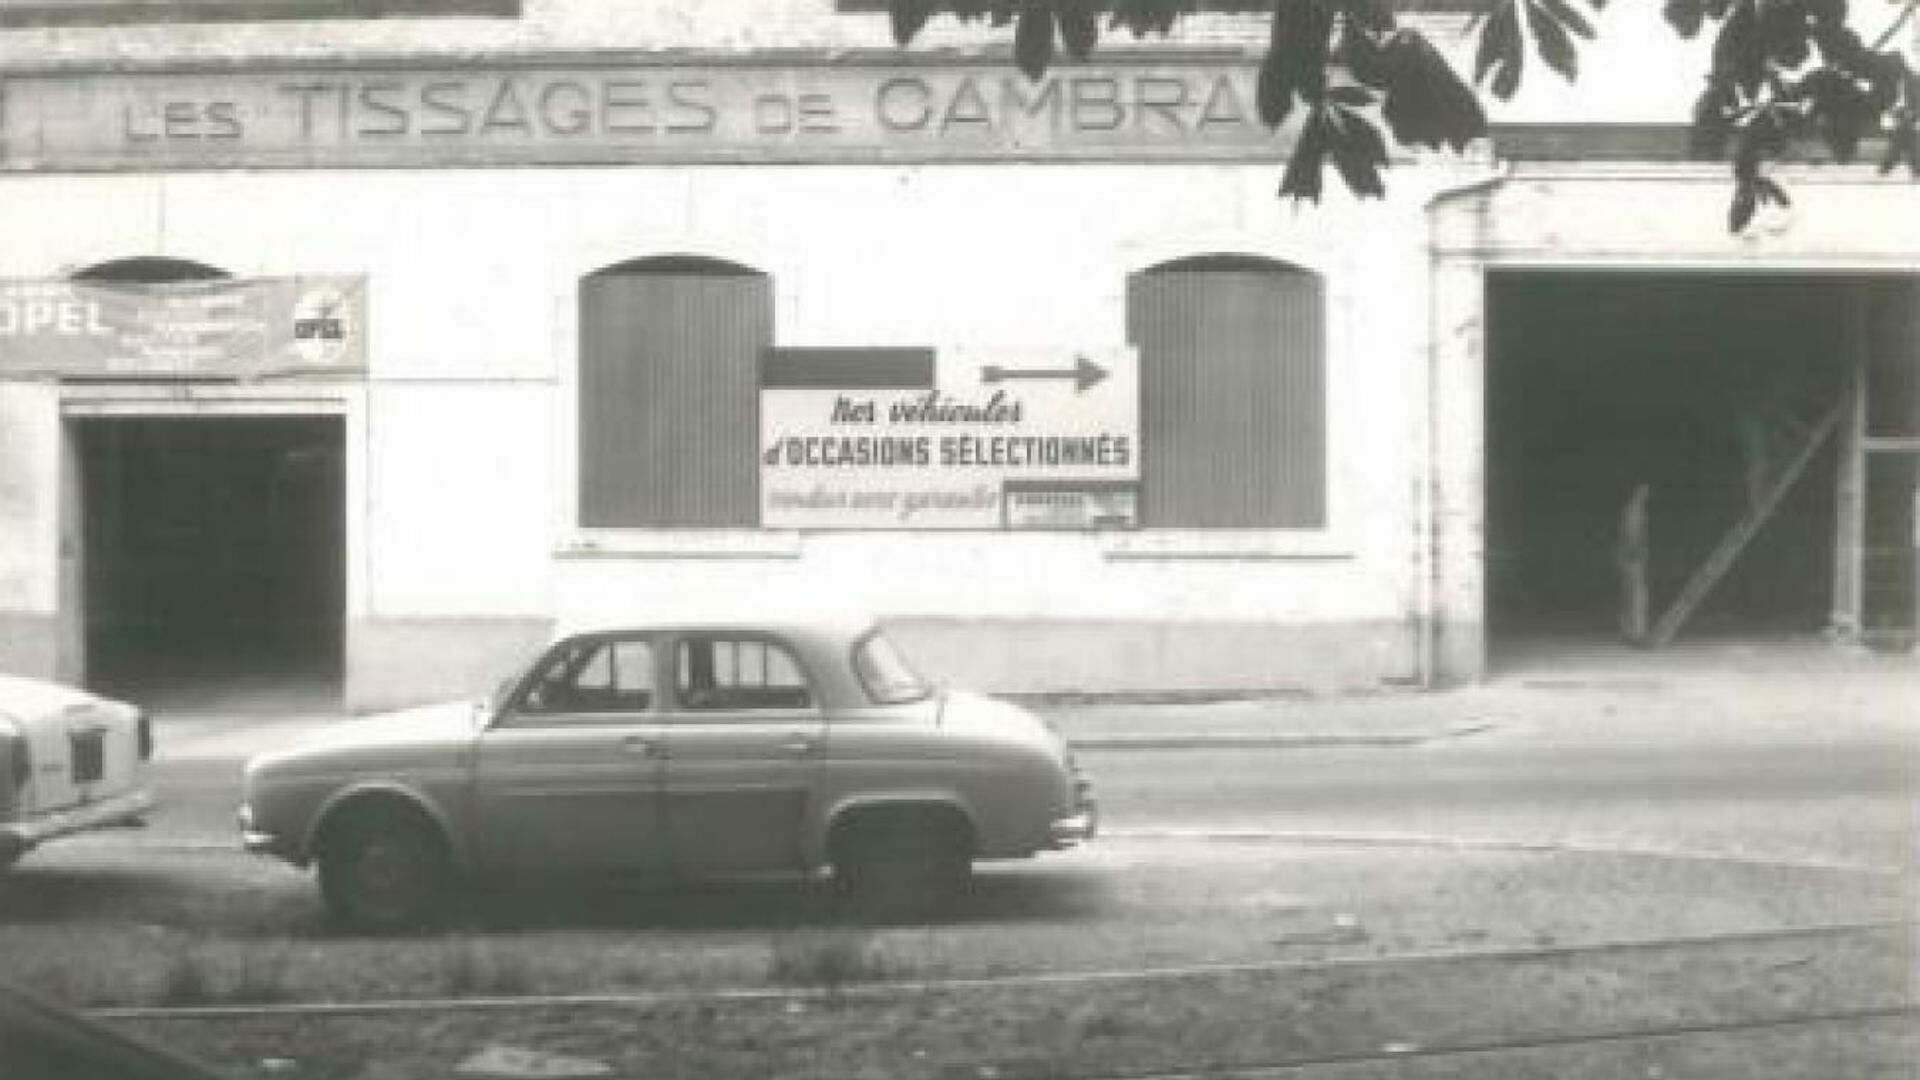 LES TISSAGES DE CAMBRA
OPEL
OPEL
Nos véhicules
d'OCCASIONS SÉLECTIONNÉS
vendus avec garantie